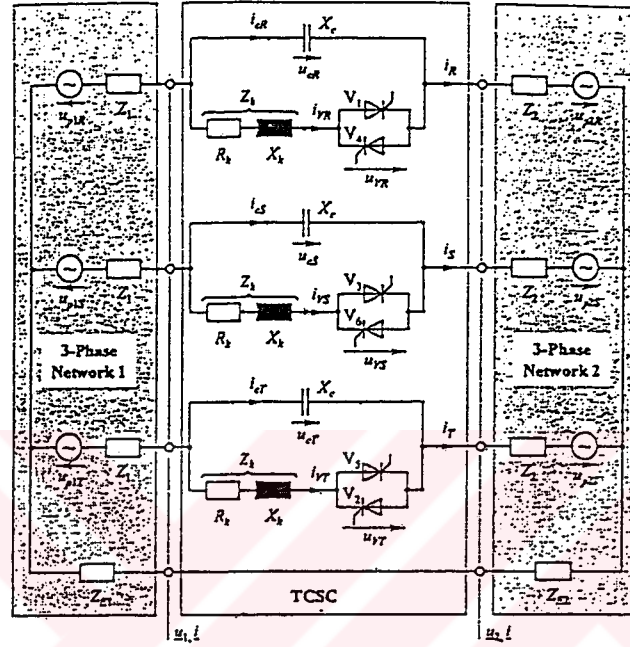 i_cR X_c
u_cR
i_R
Z_1
u_p1R
Z_k i_VR V_1
V_4
R_k X_k
u_VR
Z_2
u_p2R
i_cS X_c
u_cS
i_S
Z_1
u_p1S
Z_k i_VS V_3
V_6
R_k X_k
u_VS
Z_2
u_p2S
3-Phase
Network 1
3-Phase
Network 2
i_cT X_c
u_cT
i_T
Z_1
u_p1T
Z_k i_VT V_5
V_2
R_k X_k
u_VT
Z_2
u_p2T
TCSC
u_1, i
u_2, i